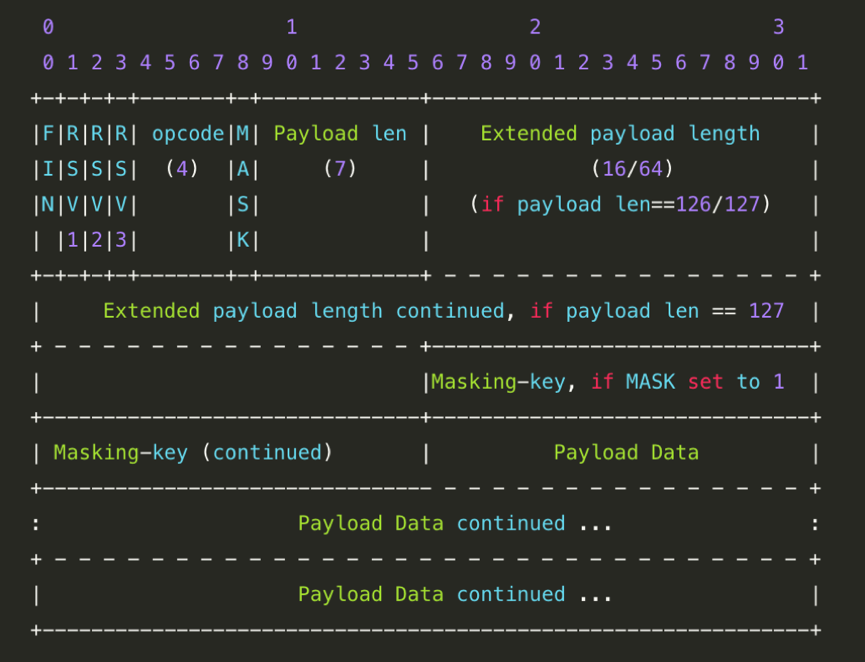 0                   1                   2                   3
 0 1 2 3 4 5 6 7 8 9 0 1 2 3 4 5 6 7 8 9 0 1 2 3 4 5 6 7 8 9 0 1
+-+-+-+-+-------+-+-------------+-------------------------------+
|F|R|R|R| opcode|M| Payload len |    Extended payload length    |
|I|S|S|S|  (4)  |A|     (7)     |             (16/64)           |
|N|V|V|V|       |S|             |   (if payload len==126/127)   |
| |1|2|3|       |K|             |                               |
+-+-+-+-+-------+-+-------------+ - - - - - - - - - - - - - - - +
|     Extended payload length continued, if payload len == 127  |
+ - - - - - - - - - - - - - - - +-------------------------------+
|                               |Masking-key, if MASK set to 1  |
+-------------------------------+-------------------------------+
| Masking-key (continued)       |          Payload Data         |
+-------------------------------- - - - - - - - - - - - - - - - +
:                     Payload Data continued ...                :
+ - - - - - - - - - - - - - - - - - - - - - - - - - - - - - - - +
|                     Payload Data continued ...                |
+---------------------------------------------------------------+